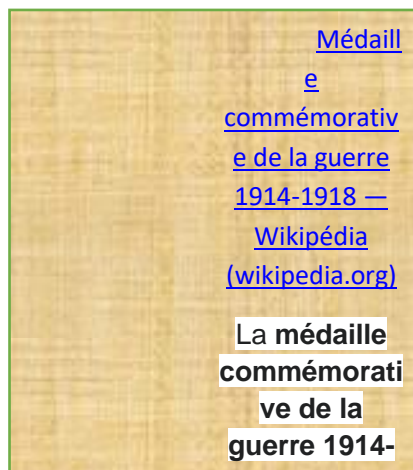 Médaill
e
commémorativ
e de la guerre
1914-1918 —
Wikipédia
(wikipedia.org)
La médaille
commémorati
ve de la
guerre 1914-